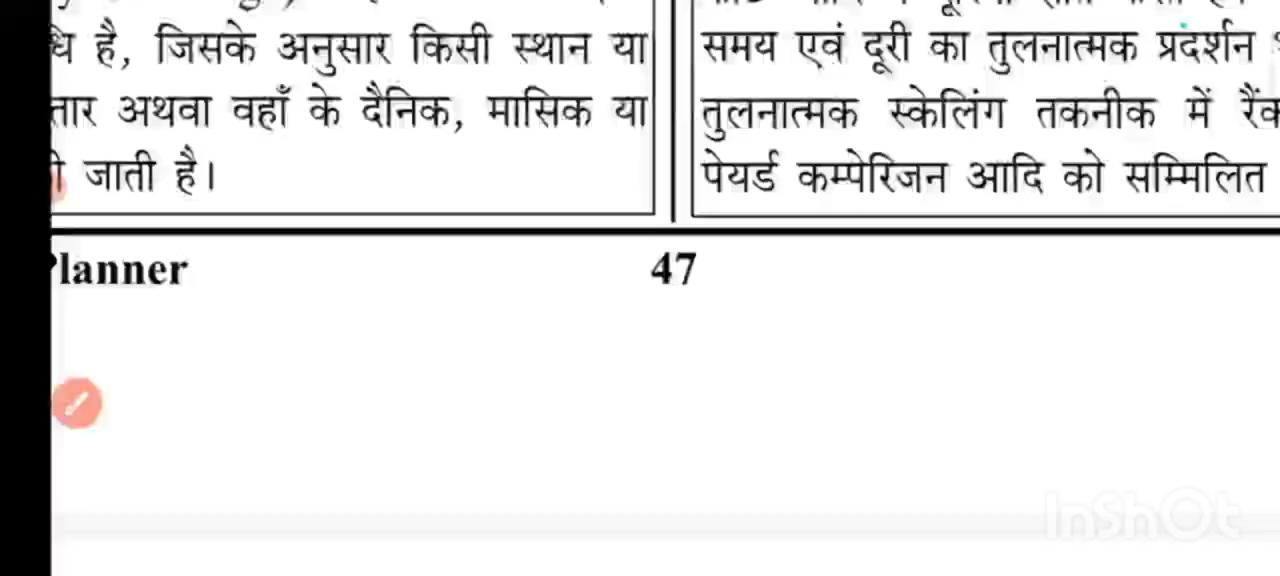 है, जिसके अनुसार किसी स्थान या
अथवा वहाँ के दैनिक, मासिक या
जाती है।
समय एवं दूरी का तुलनात्मक प्रदर्शन
तुलनात्मक स्केलिंग तकनीक में
पेयर्ड कम्पेरिजन आदि को सम्मिलित
Planner
47
InShOt